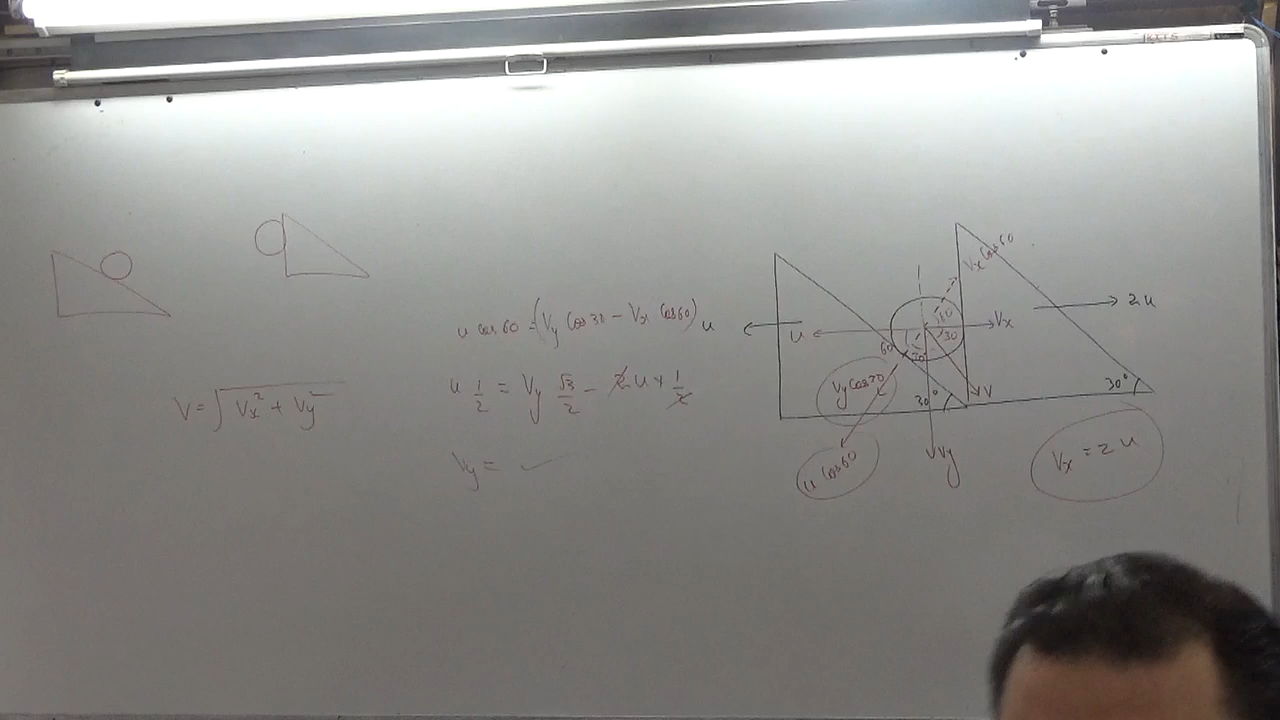 u cos 60 = (Vy Cos 30 - Vx Cos 60)
u 1/2 = Vy √3/2 - 2u × 1/2
Vy = ✓
V = √(Vx² + Vy²)
Vx Cos 60
2u
u
u
60
30
Vx
60
30
Vy Cos 30
30°
V
30°
u Cos 60
Vy
Vx = 2u